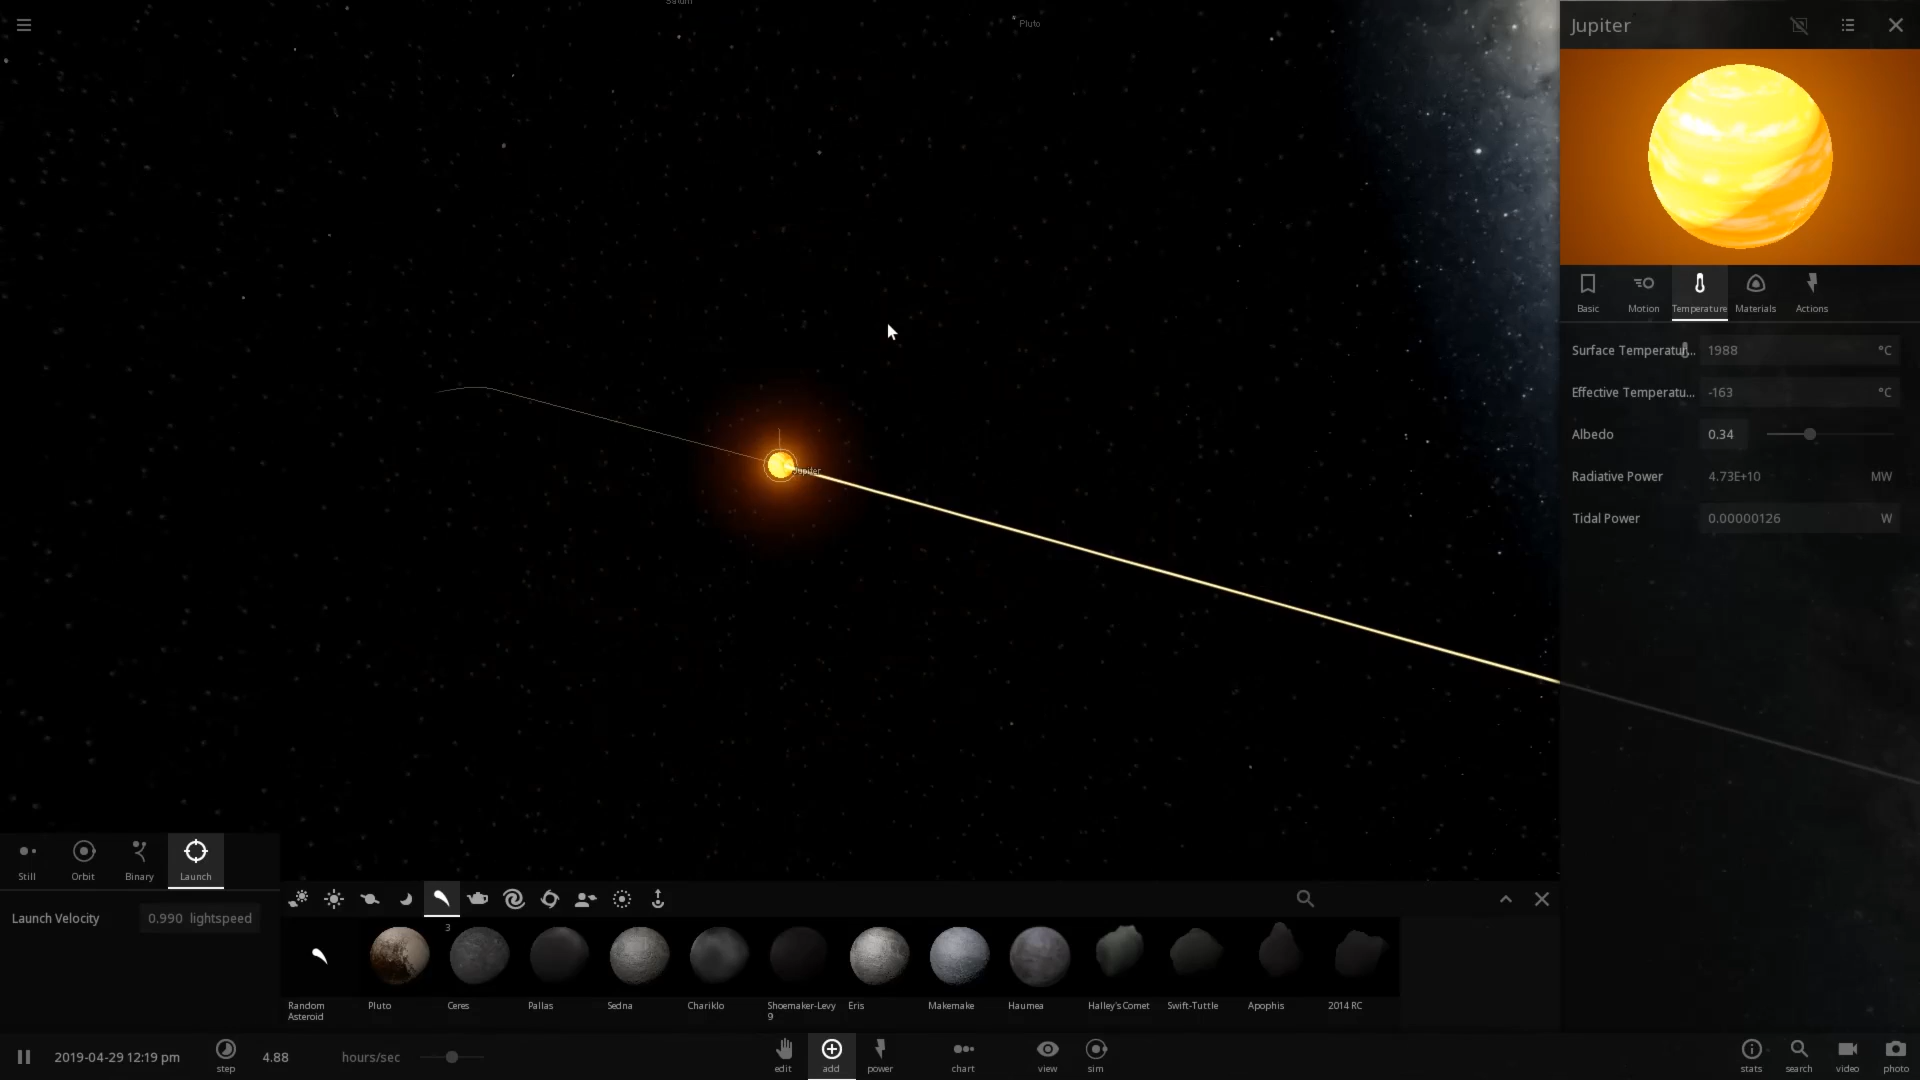 Saturn
Pluto
Jupiter
Jupiter
Basic
Motion
Temperature
Materials
Actions
Surface Temperatur... 1988 °C
Effective Temperatu... -163 °C
Albedo 0.34
Radiative Power 4.73E+10 MW
Tidal Power 0.00000126 W
Still
Orbit
Binary
Launch
Launch Velocity 0.990 lightspeed
3
Random
Asteroid
Pluto
Ceres
Pallas
Sedna
Chariklo
Shoemaker-Levy
9
Eris
Makemake
Haumea
Halley's Comet
Swift-Tuttle
Apophis
2014 RC
2019-04-29 12:19 pm
step
4.88 hours/sec
edit
add
power
chart
view
sim
stats
search
video
photo